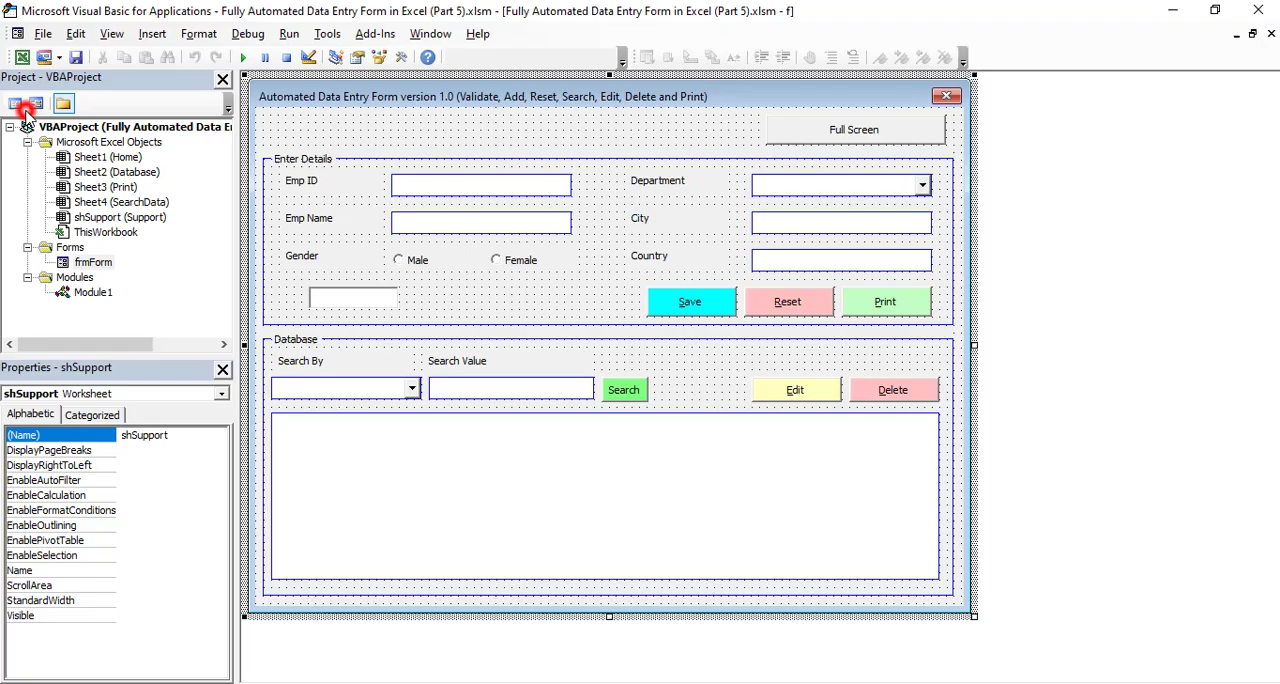 Microsoft Visual Basic for Applications - Fully Automated Data Entry Form in Excel (Part 5).xlsm - [Fully Automated Data Entry Form in Excel (Part 5).xlsm - f]
File Edit View Insert Format Debug Run Tools Add-Ins Window Help
Project - VBAProject
VBAProject (Fully Automated Data E
Microsoft Excel Objects
Sheet1 (Home)
Sheet2 (Database)
Sheet3 (Print)
Sheet4 (SearchData)
shSupport (Support)
ThisWorkbook
Forms
frmForm
Modules
Module1
Properties - shSupport
shSupport Worksheet
Alphabetic Categorized
(Name) shSupport
DisplayPageBreaks
DisplayRightToLeft
EnableAutoFilter
EnableCalculation
EnableFormatConditions
EnableOutlining
EnablePivotTable
EnableSelection
Name
ScrollArea
StandardWidth
Visible
Automated Data Entry Form version 1.0 (Validate, Add, Reset, Search, Edit, Delete and Print)
Full Screen
Enter Details
Emp ID Department
Emp Name City
Gender Male Female Country
Save Reset Print
Database
Search By Search Value
Search Edit Delete